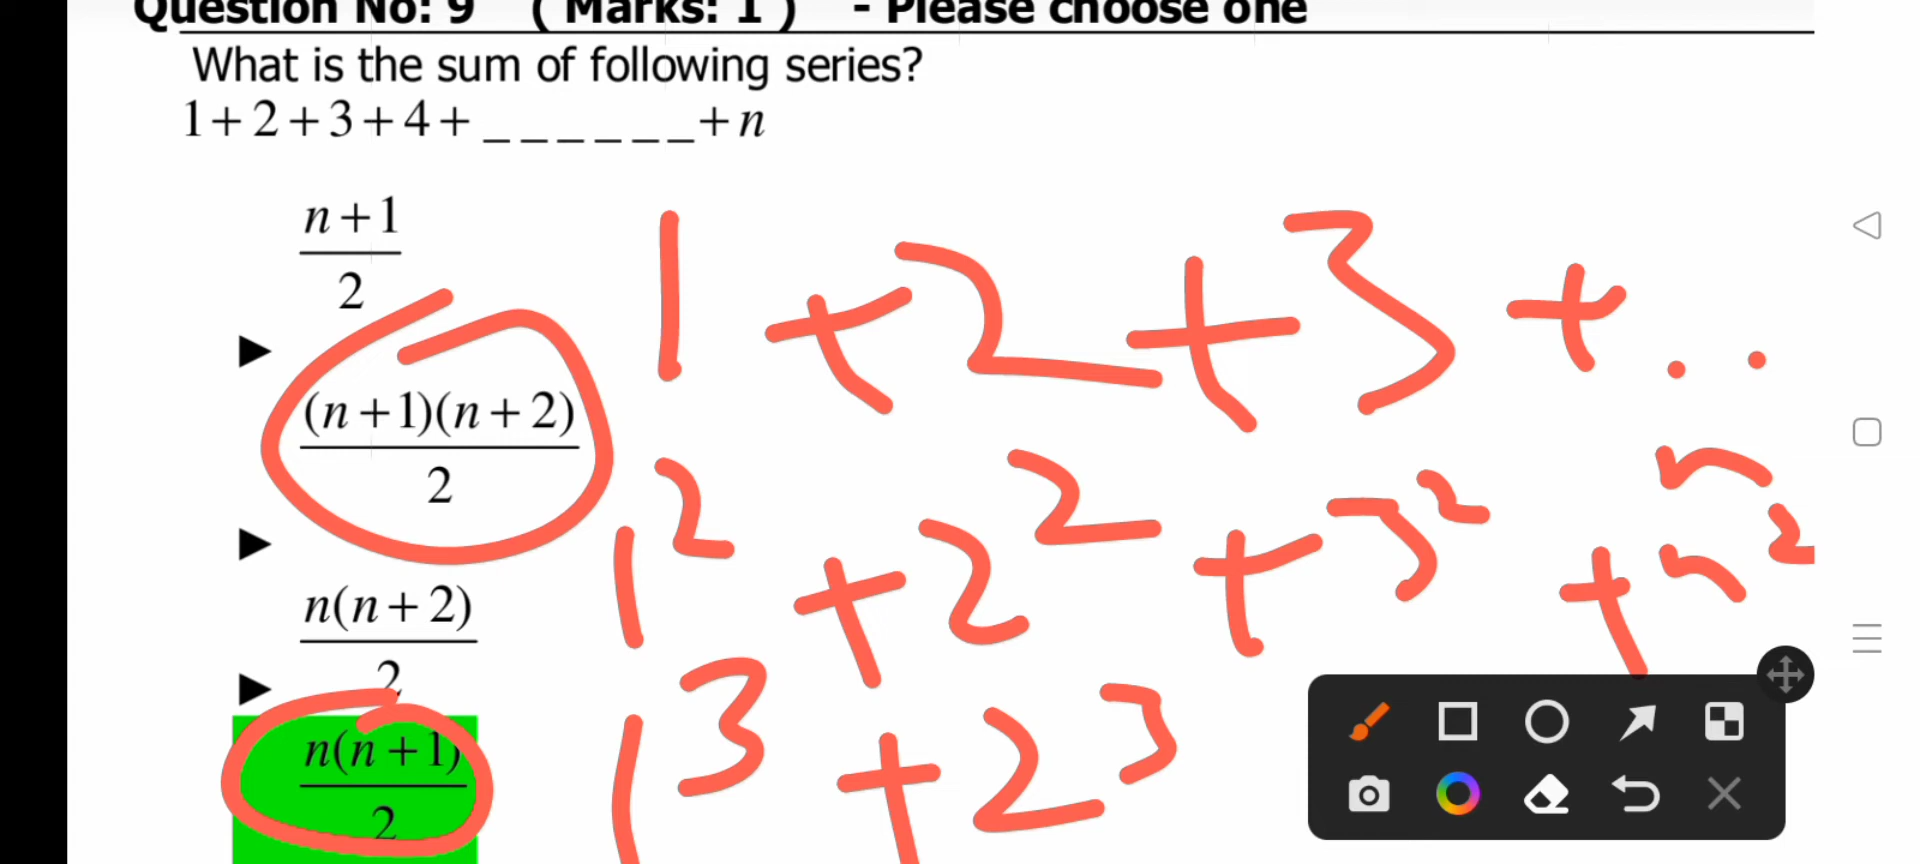 Question No: 9 ( Marks: 1 ) - Please choose one
What is the sum of following series?
1+2+3+4+______+n
n+1
2
► (n+1)(n+2)
2
► n(n+2)
2
► n(n+1)
2
1+2+3+..n
1²+2²+3²+n²
1³+2³